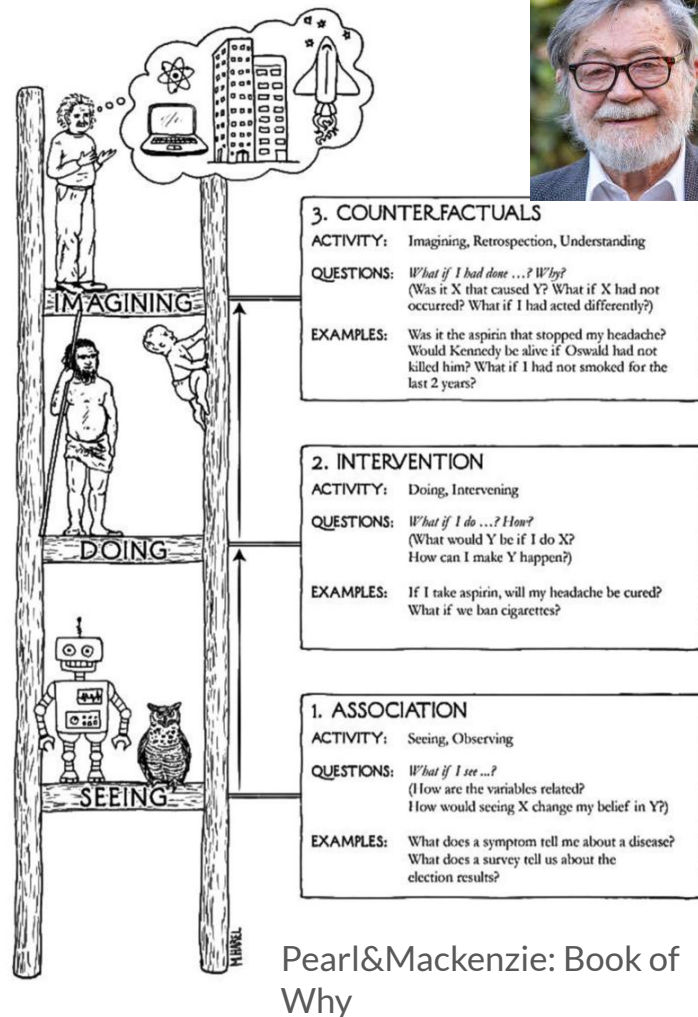 IMAGINING
3. COUNTERFACTUALS
ACTIVITY: Imagining, Retrospection, Understanding
QUESTIONS: What if I had done ...? Why?
(Was it X that caused Y? What if X had not
occurred? What if I had acted differently?)
EXAMPLES: Was it the aspirin that stopped my headache?
Would Kennedy be alive if Oswald had not
killed him? What if I had not smoked for the
last 2 years?
DOING
2. INTERVENTION
ACTIVITY: Doing, Intervening
QUESTIONS: What if I do ...? How?
(What would Y be if I do X?
How can I make Y happen?)
EXAMPLES: If I take aspirin, will my headache be cured?
What if we ban cigarettes?
SEEING
1. ASSOCIATION
ACTIVITY: Seeing, Observing
QUESTIONS: What if I see ...?
(How are the variables related?
How would seeing X change my belief in Y?)
EXAMPLES: What does a symptom tell me about a disease?
What does a survey tell us about the
election results?
M.HAREL
Pearl&Mackenzie: Book of
Why